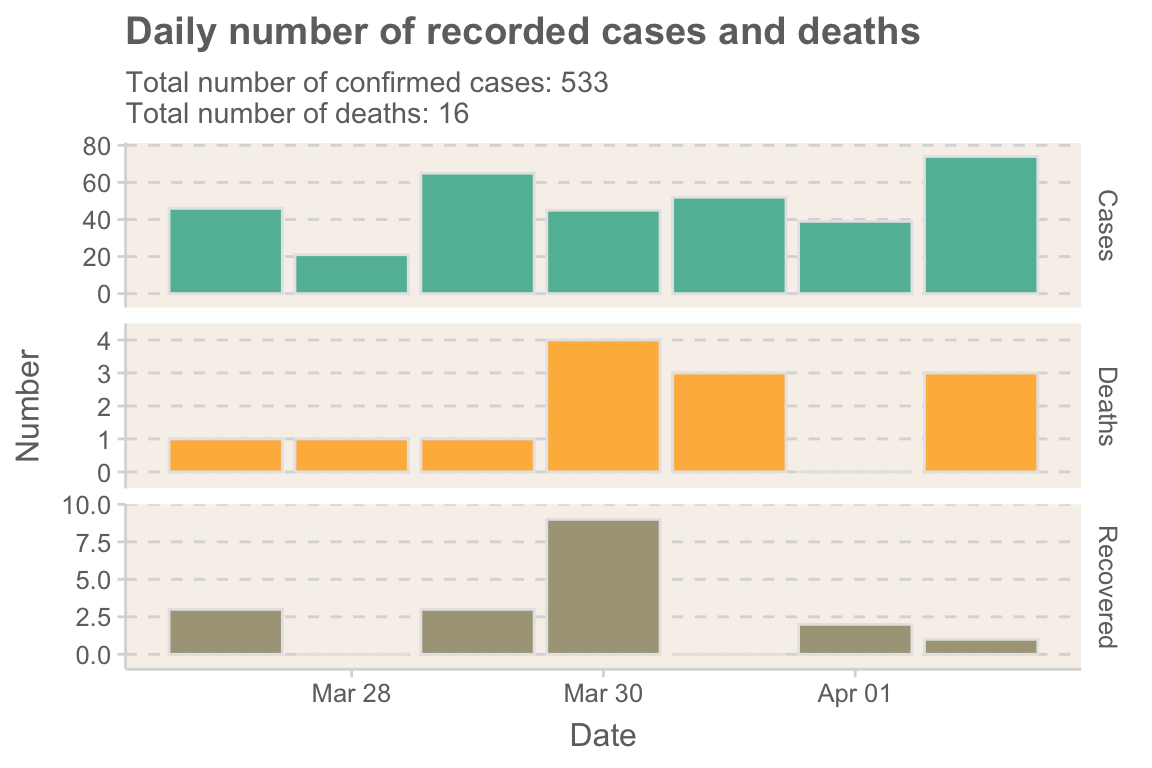 Daily number of recorded cases and deaths
Total number of confirmed cases: 533
Total number of deaths: 16
80
60
40
20
0
Cases
4
3
2
1
0
Deaths
Number
10.0
7.5
5.0
2.5
0.0
Recovered
Mar 28
Mar 30
Apr 01
Date